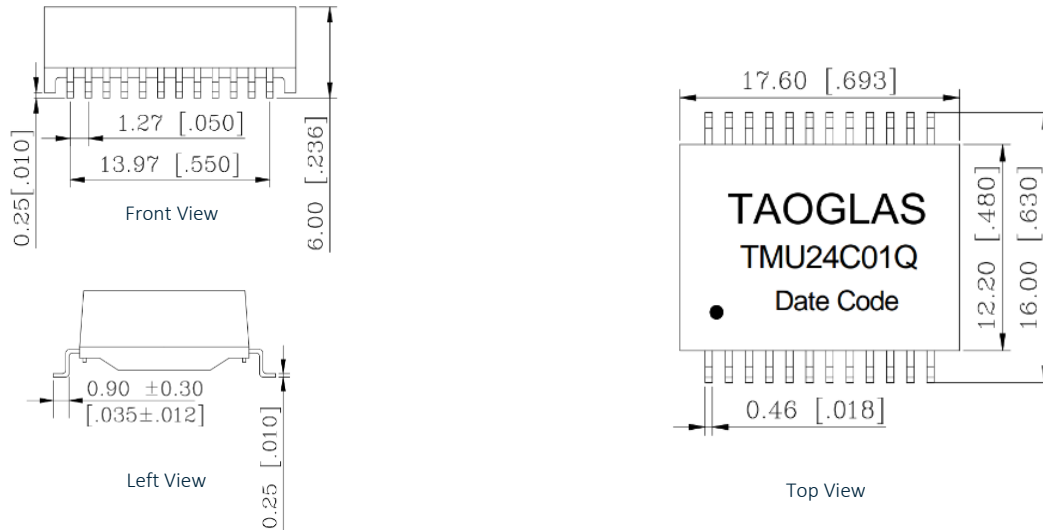 0.25[.010]
1.27 [.050]
13.97 [.550]
6.00 [.236]
Front View
0.90 ±0.30
[.035±.012]
0.25 [.010]
Left View
17.60 [.693]
TAOGLAS
TMU24C01Q
Date Code
12.20 [.480]
16.00 [.630]
0.46 [.018]
Top View